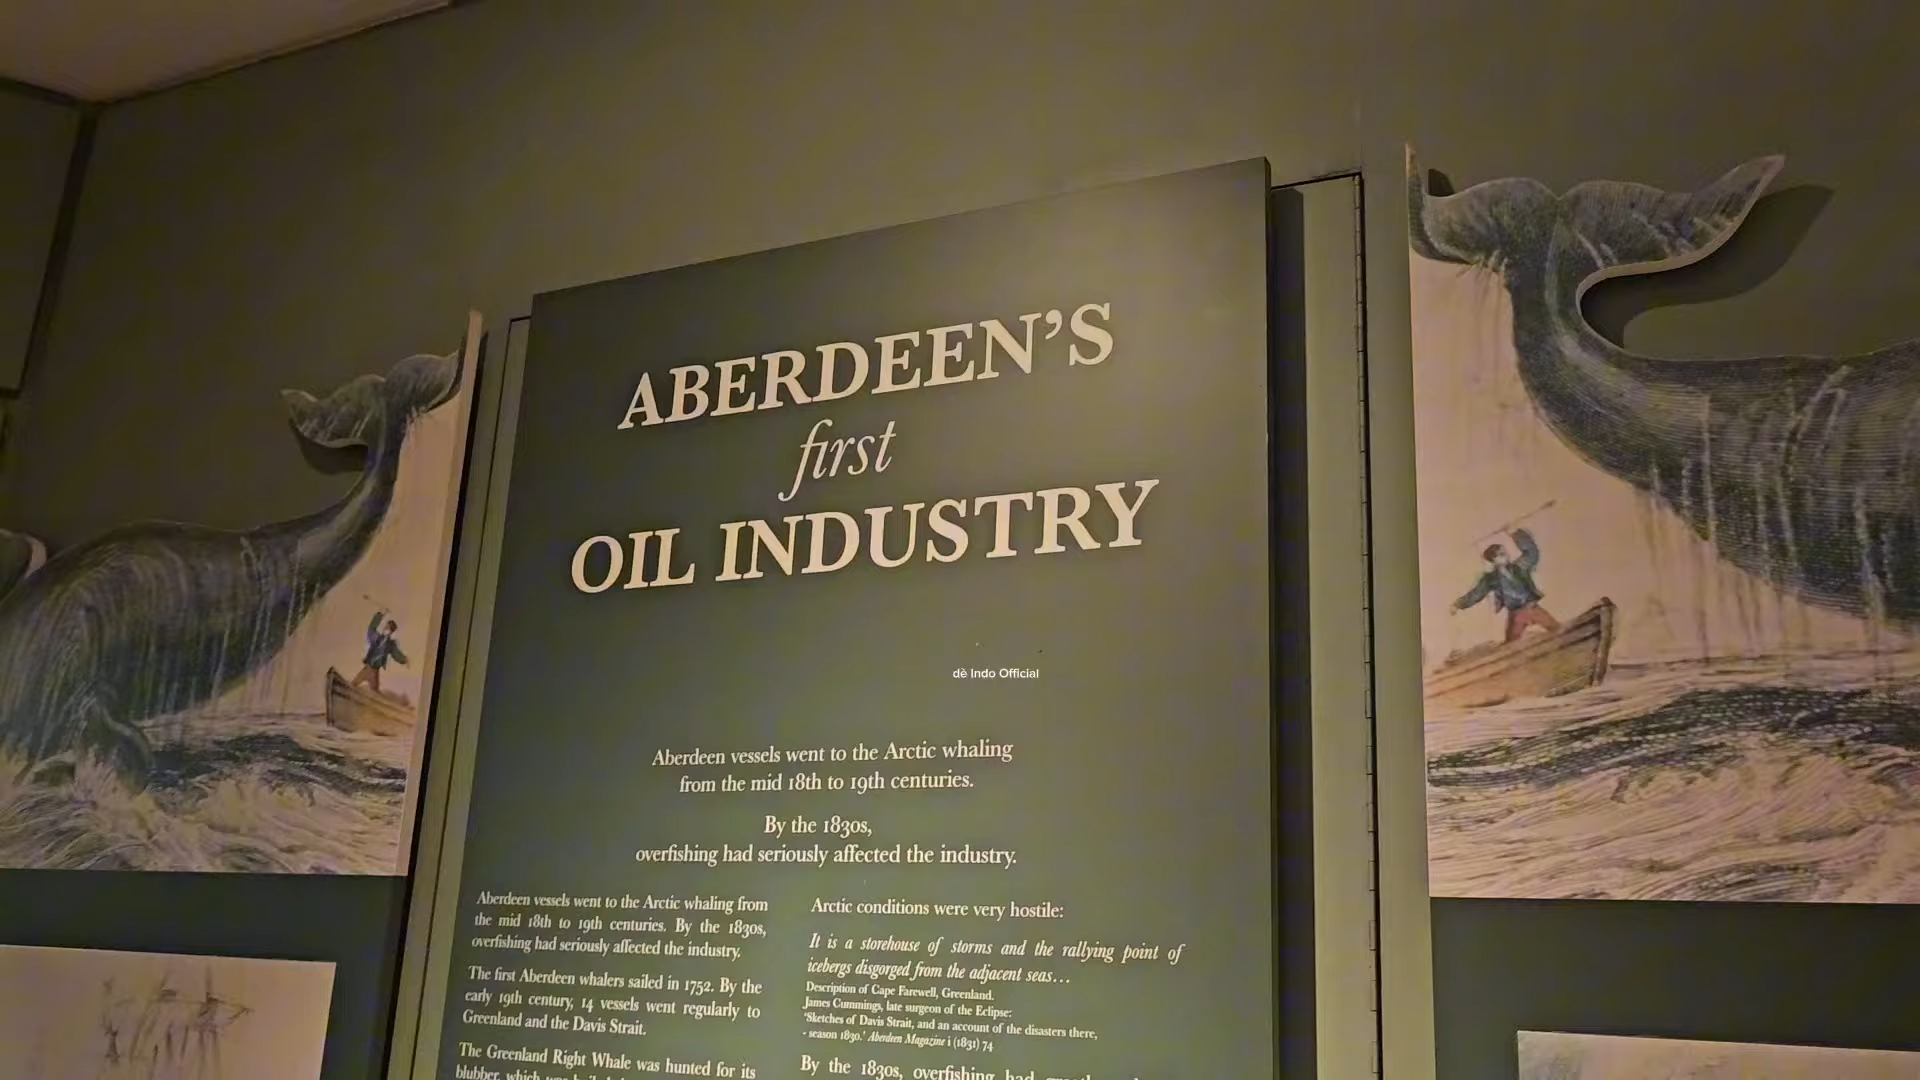 ABERDEEN'S
first
OIL INDUSTRY
dè Indo Official
Aberdeen vessels went to the Arctic whaling
from the mid 18th to 19th centuries.
By the 1830s,
overfishing had seriously affected the industry.
Aberdeen vessels went to the Arctic whaling from
the mid 18th to 19th centuries. By the 1830s,
overfishing had seriously affected the industry.
The first Aberdeen whalers sailed in 1752. By the
early 19th century, 14 vessels went regularly to
Greenland and the Davis Strait.
The Greenland Right Whale was hunted for its
blubber, which
Arctic conditions were very hostile:
It is a storehouse of storms and the rallying point of
icebergs disgorged from the adjacent seas...
Description of Cape Farewell, Greenland.
James Cummings, late surgeon of the Eclipse:
'Sketches of Davis Strait, and an account of the disasters there,
- season 1830.' Aberdeen Magazine i (1831) 74
By the 1830s, overfishing had